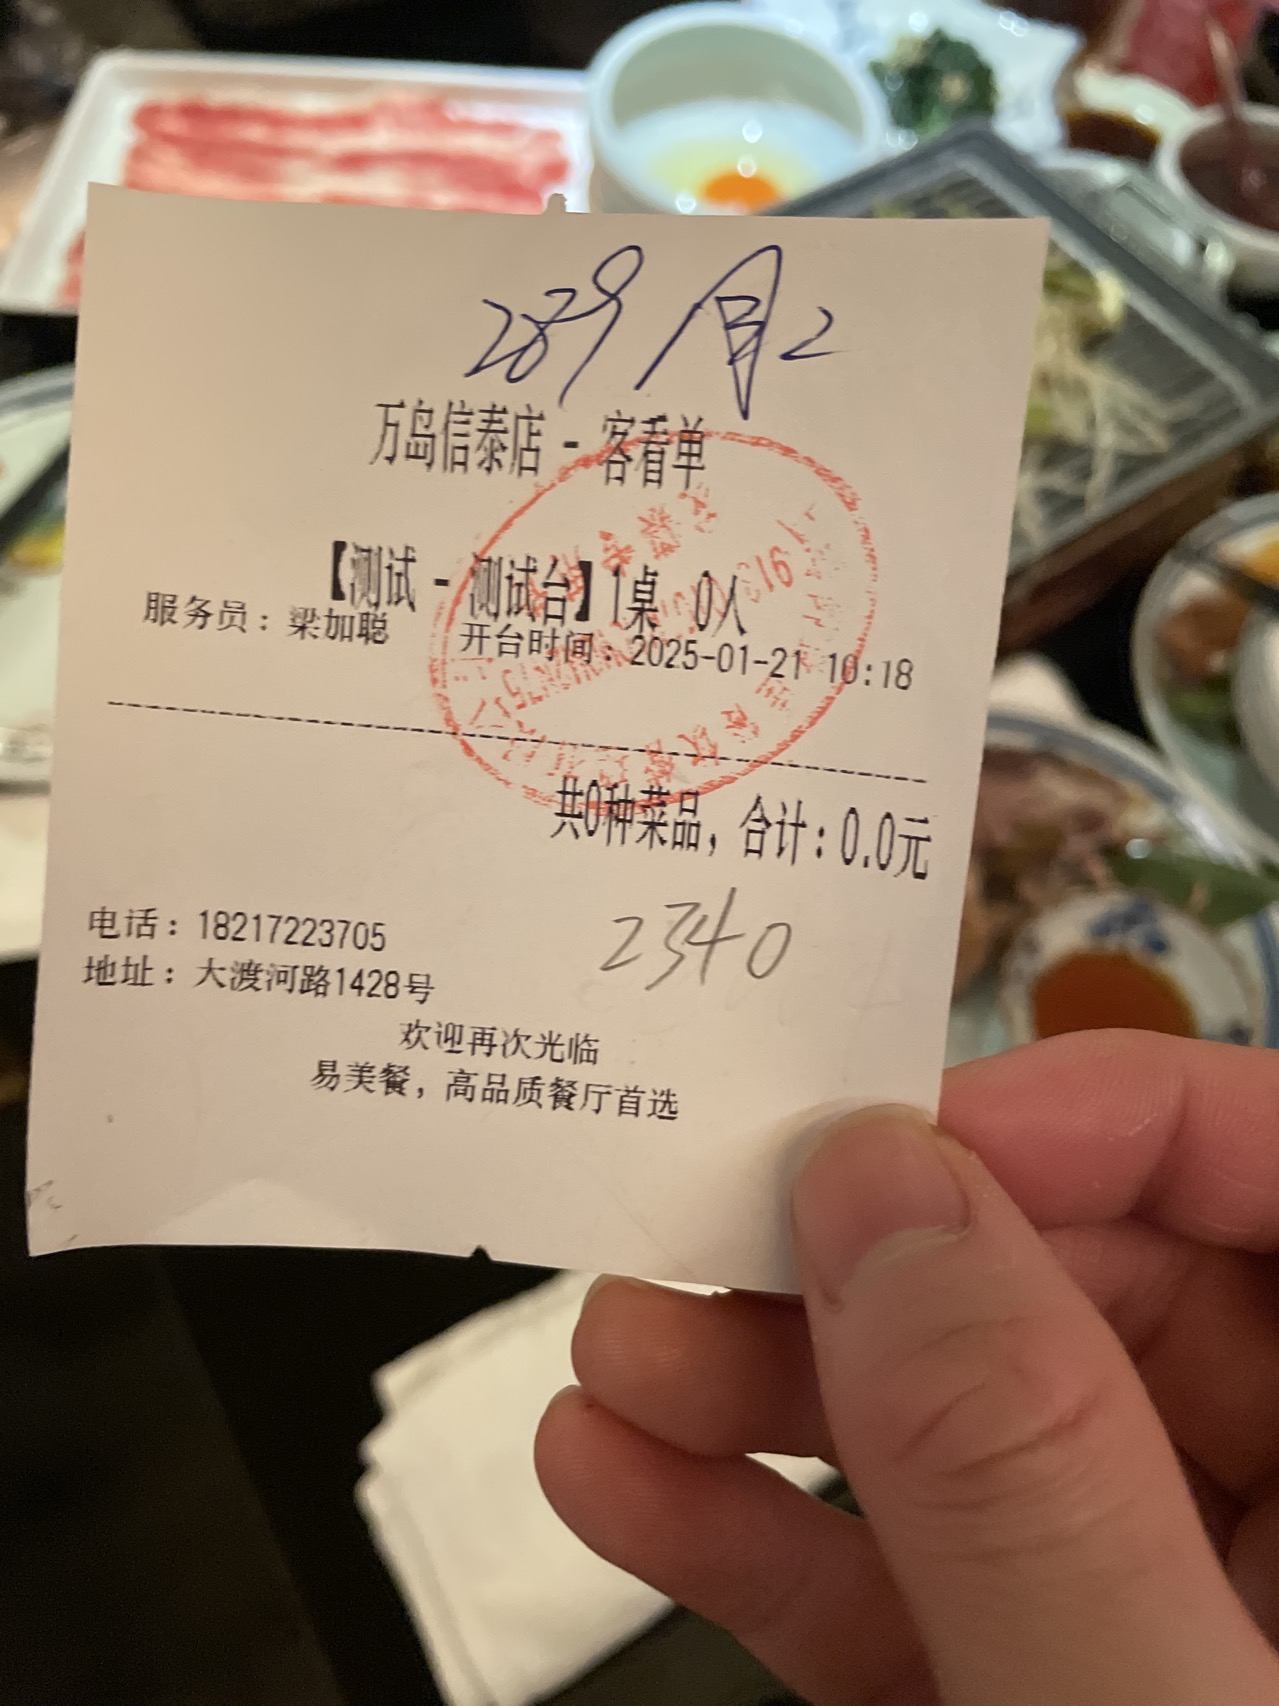 289 自2
万岛信泰店 - 客看单
【测试 - 测试台】1桌 0人
服务员：梁加聪 开台时间：2025-01-21 10:18
共0种菜品，合计：0.0元
2340
电话：18217223705
地址：大渡河路1428号
欢迎再次光临
易美餐，高品质餐厅首选